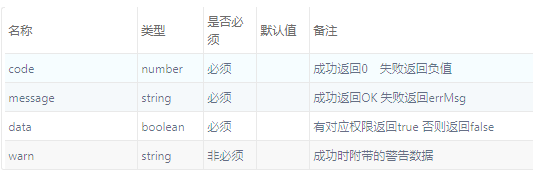 名称 类型 是否必须 默认值 备注
code number 必须 成功返回0 失败返回负值
message string 必须 成功返回OK 失败返回errMsg
data boolean 必须 有对应权限返回true 否则返回false
warn string 非必须 成功时附带的警告数据